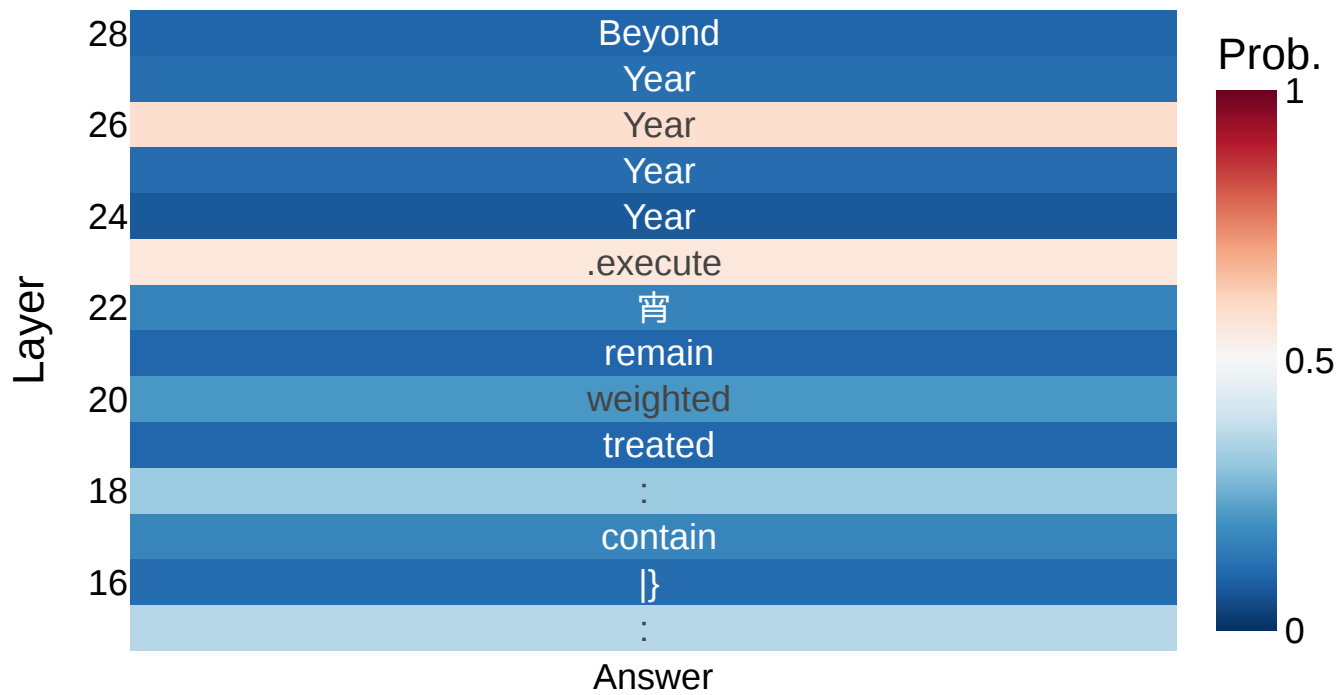 28 Beyond
Year
26 Year
Year
24 Year
.execute
22 宵
remain
20 weighted
treated
18 :
contain
16 |}
:
Layer
Answer
Prob.
1
0.5
0